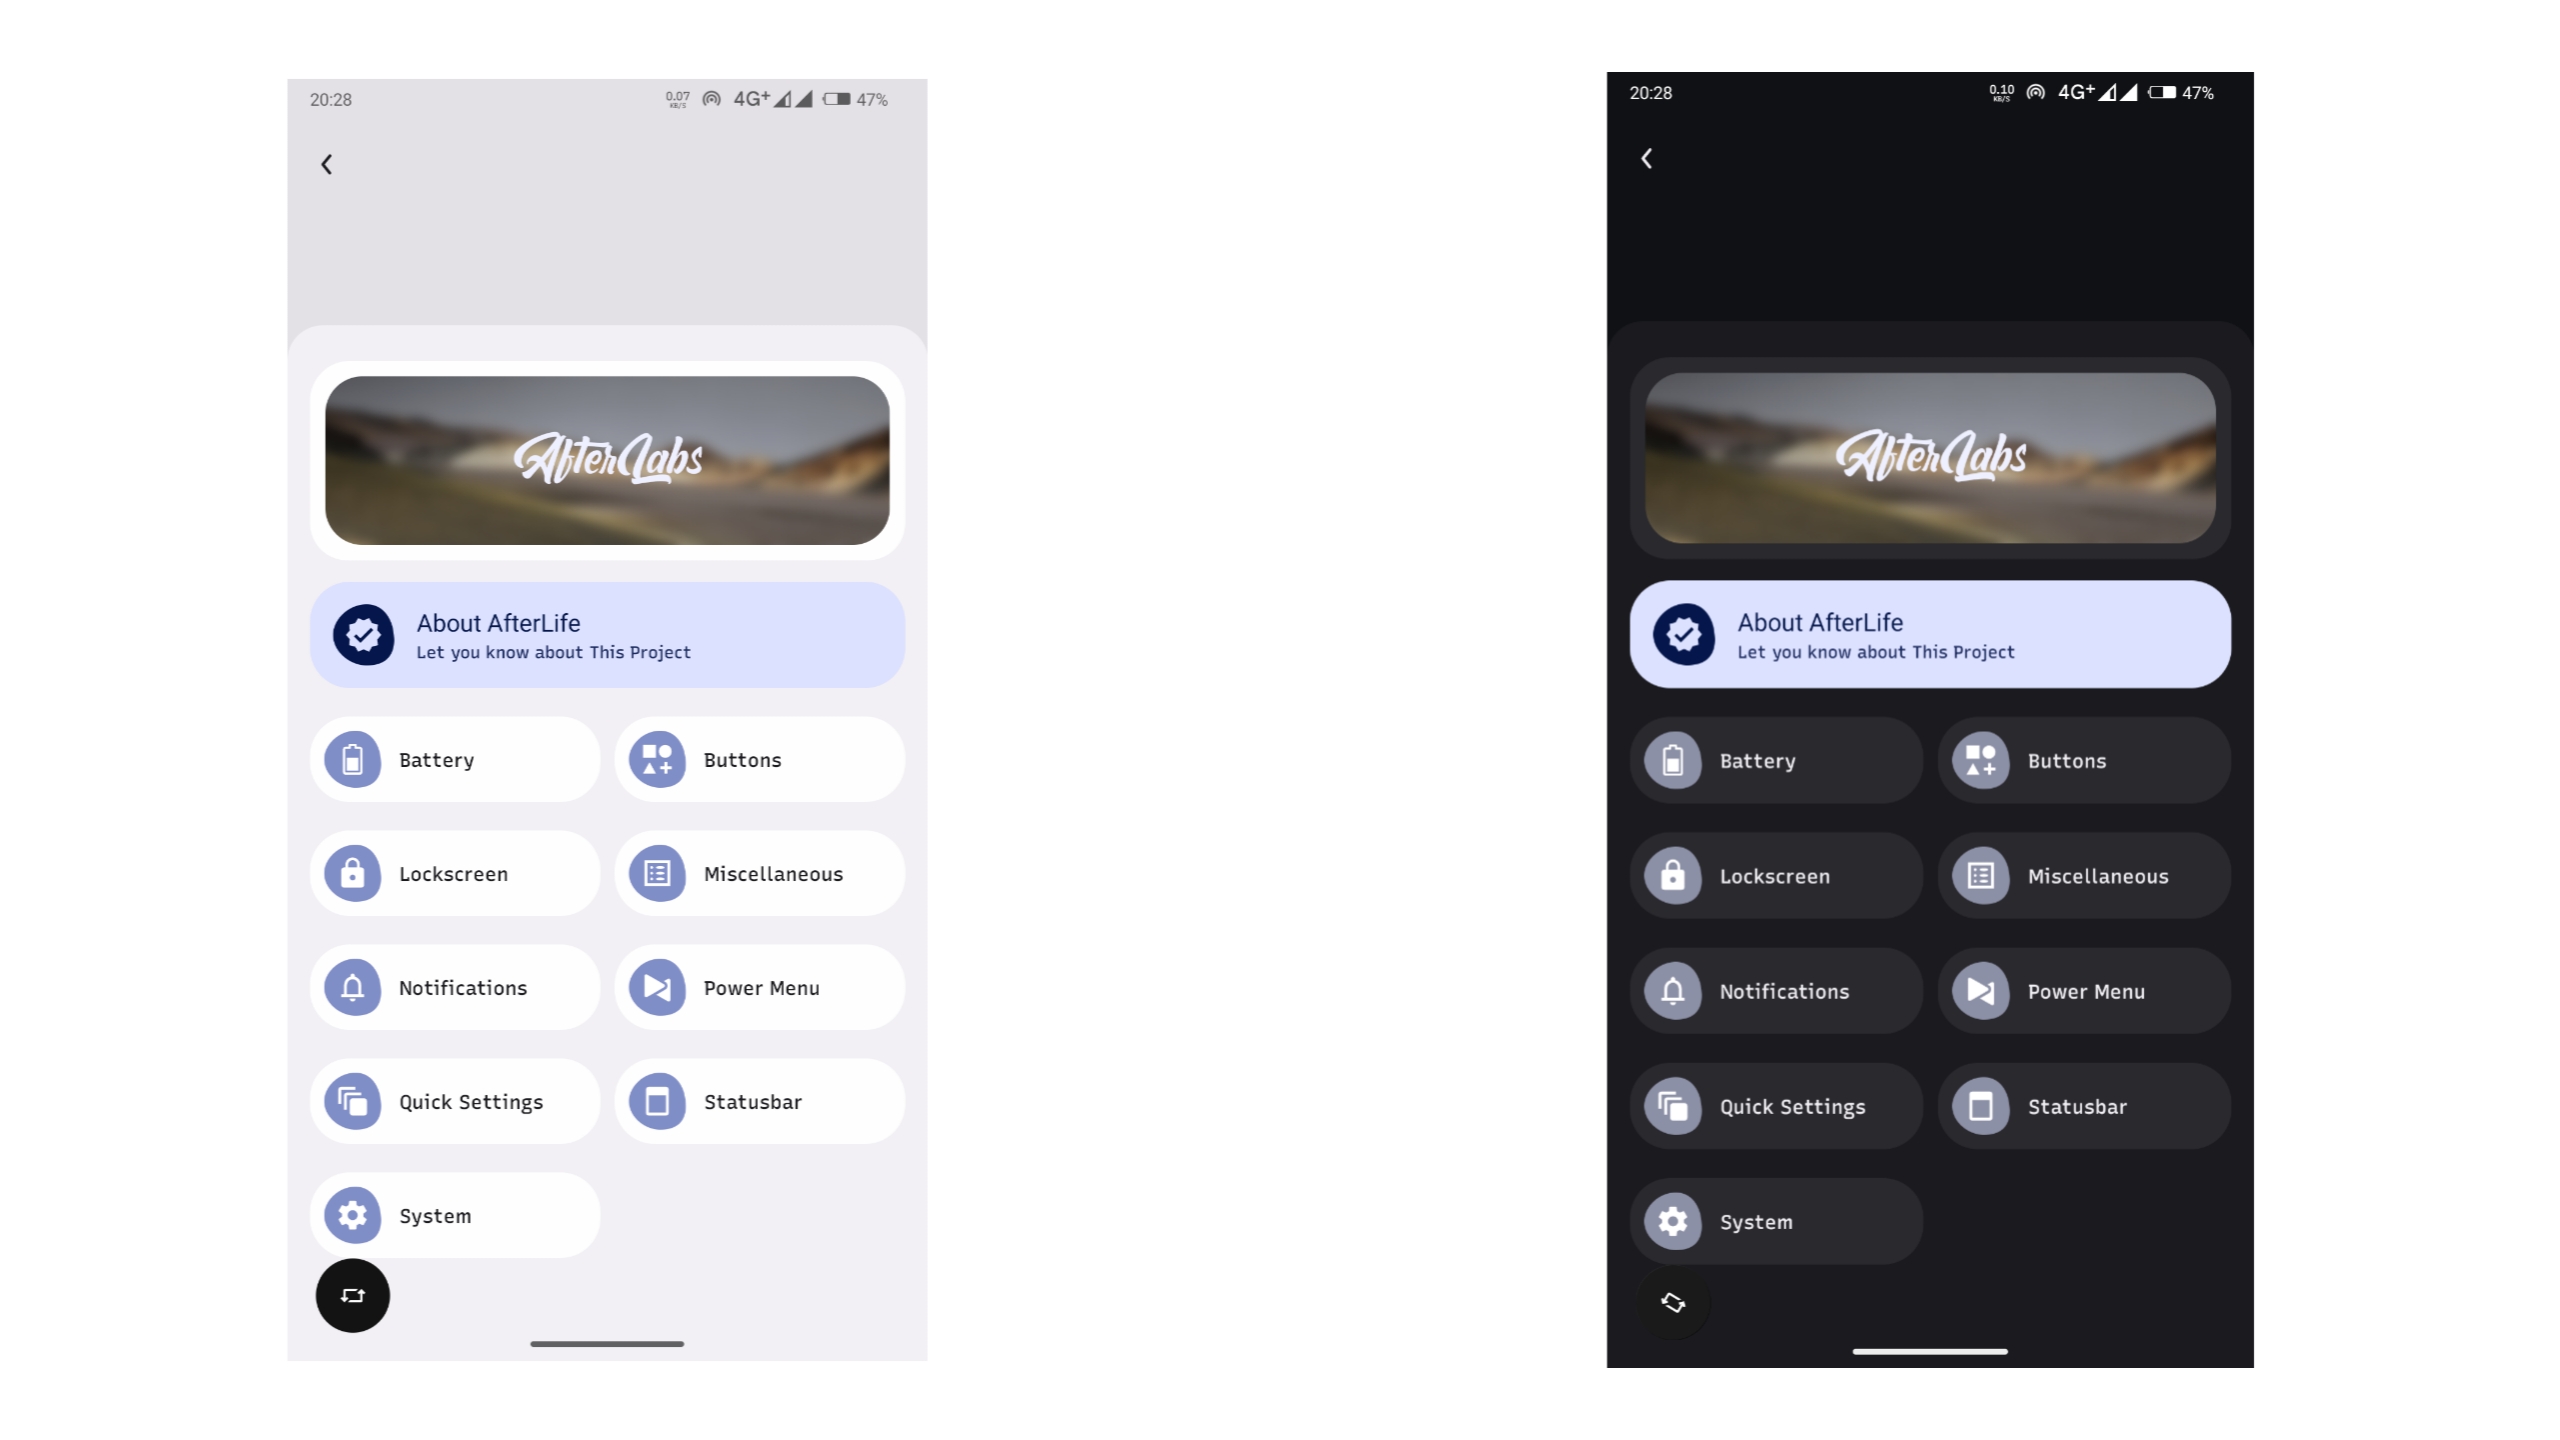 20:28 0.07 KB/S 4G+ 47%
AfterLabs
About AfterLife
Let you know about This Project
Battery Buttons
Lockscreen Miscellaneous
Notifications Power Menu
Quick Settings Statusbar
System
20:28 0.10 KB/S 4G+ 47%
AfterLabs
About AfterLife
Let you know about This Project
Battery Buttons
Lockscreen Miscellaneous
Notifications Power Menu
Quick Settings Statusbar
System